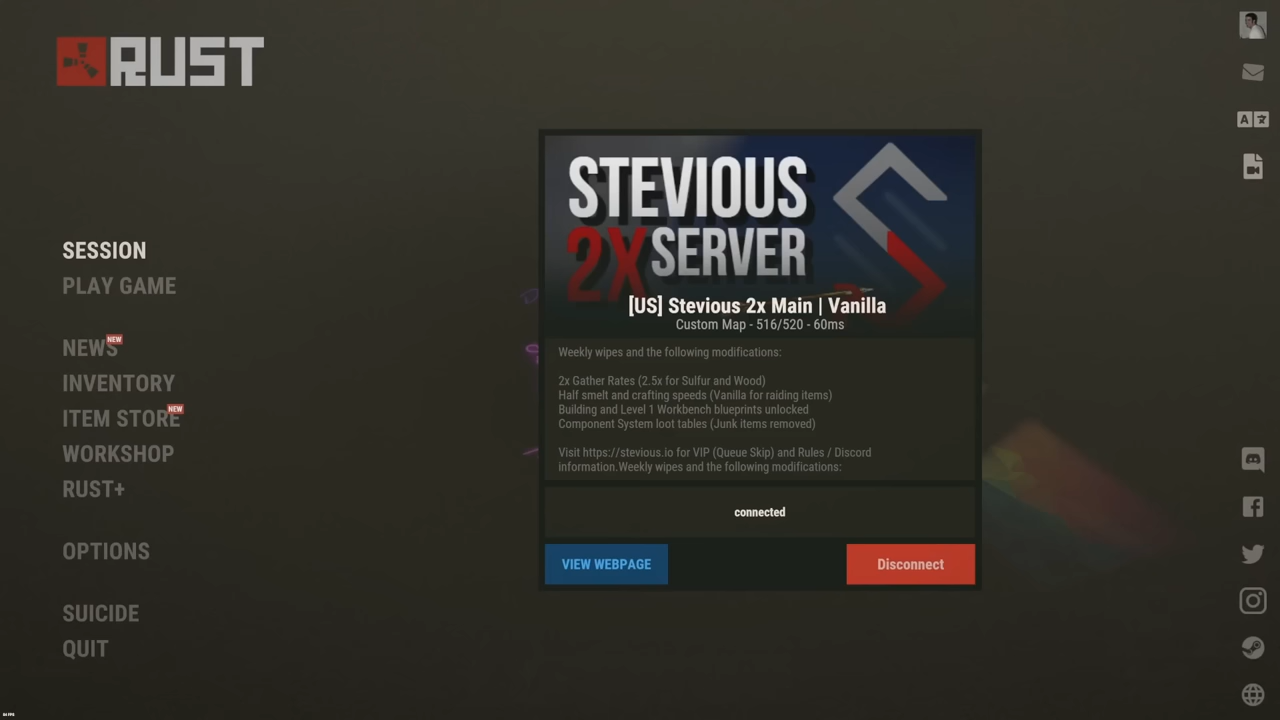 RUST
SESSION
PLAY GAME
NEWS NEW
INVENTORY
ITEM STORE NEW
WORKSHOP
RUST+
OPTIONS
SUICIDE
QUIT
STEVIOUS
2X SERVER
[US] Stevious 2x Main | Vanilla
Custom Map - 516/520 - 60ms
Weekly wipes and the following modifications:
2x Gather Rates (2.5x for Sulfur and Wood)
Half smelt and crafting speeds (Vanilla for raiding items)
Building and Level 1 Workbench blueprints unlocked
Component System loot tables (Junk items removed)
Visit https://stevious.io for VIP (Queue Skip) and Rules / Discord
information.Weekly wipes and the following modifications:
connected
VIEW WEBPAGE
Disconnect